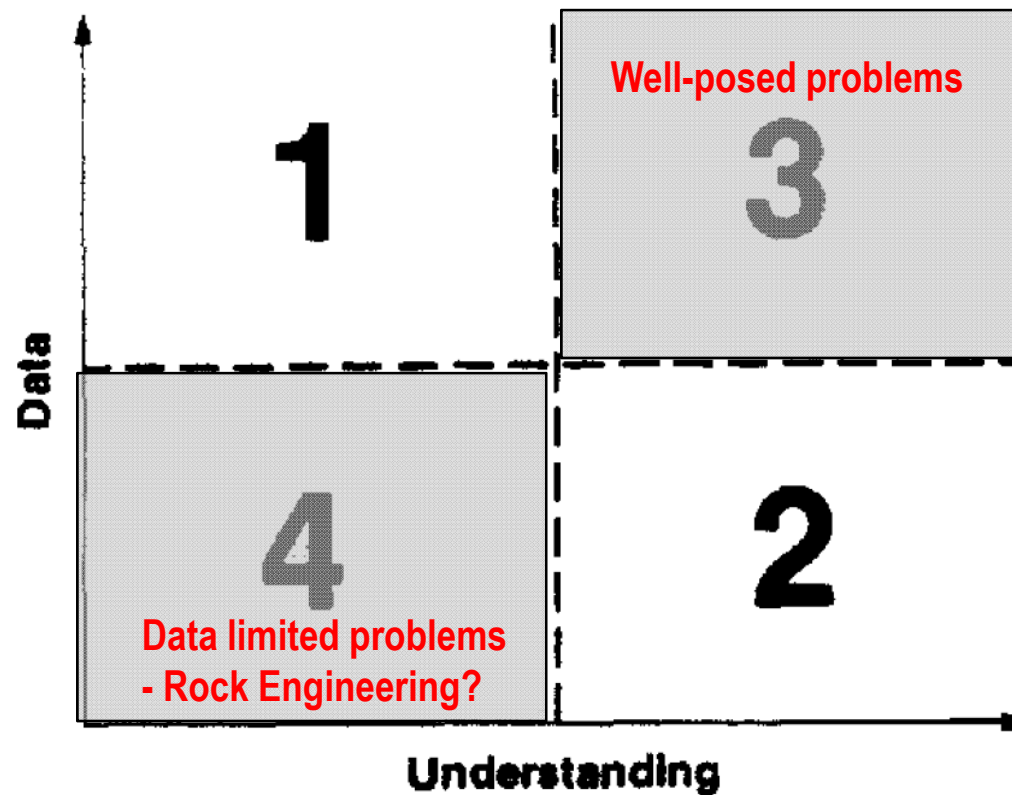 Well-posed problems
1
3
Data
4
2
Data limited problems
- Rock Engineering?
Understanding